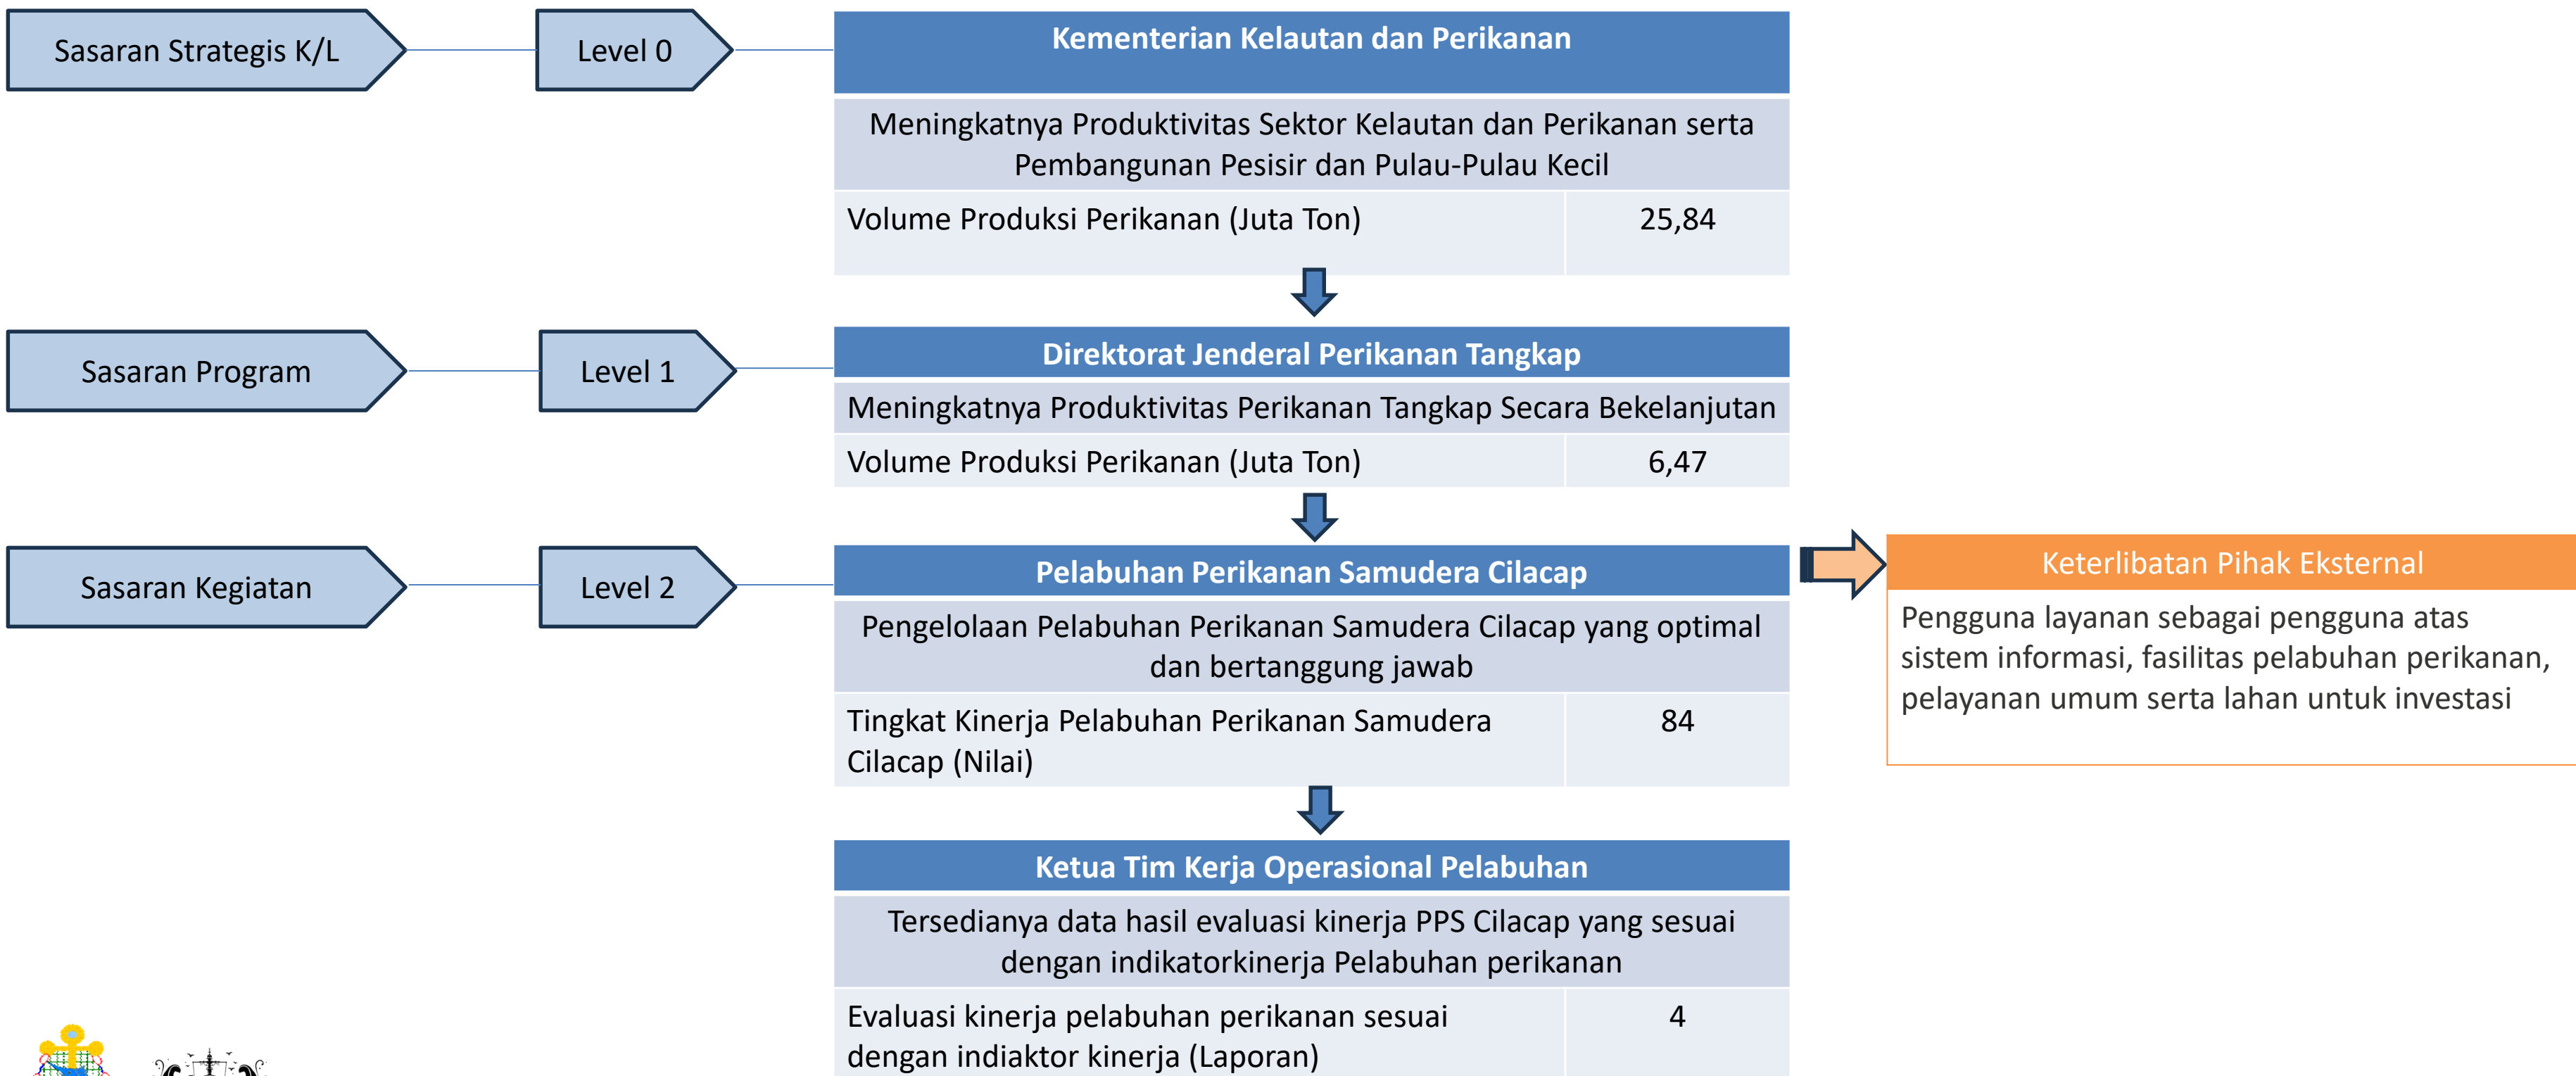 Sasaran Strategis K/L
Level 0
Kementerian Kelautan dan Perikanan
Meningkatnya Produktivitas Sektor Kelautan dan Perikanan serta
Pembangunan Pesisir dan Pulau-Pulau Kecil
Volume Produksi Perikanan (Juta Ton)
25,84
Sasaran Program
Level 1
Direktorat Jenderal Perikanan Tangkap
Meningkatnya Produktivitas Perikanan Tangkap Secara Bekelanjutan
Volume Produksi Perikanan (Juta Ton)
6,47
Sasaran Kegiatan
Level 2
Pelabuhan Perikanan Samudera Cilacap
Pengelolaan Pelabuhan Perikanan Samudera Cilacap yang optimal
dan bertanggung jawab
Tingkat Kinerja Pelabuhan Perikanan Samudera
Cilacap (Nilai)
84
Keterlibatan Pihak Eksternal
Pengguna layanan sebagai pengguna atas
sistem informasi, fasilitas pelabuhan perikanan,
pelayanan umum serta lahan untuk investasi
Ketua Tim Kerja Operasional Pelabuhan
Tersedianya data hasil evaluasi kinerja PPS Cilacap yang sesuai
dengan indikatorkinerja Pelabuhan perikanan
Evaluasi kinerja pelabuhan perikanan sesuai
dengan indiaktor kinerja (Laporan)
4